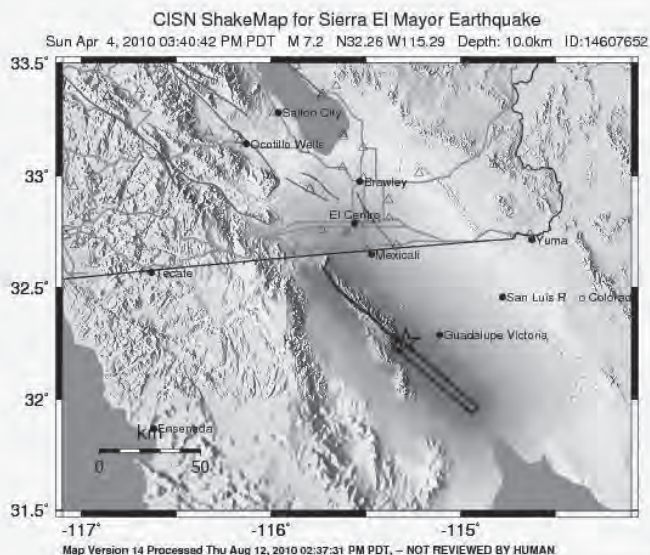 CISN ShakeMap for Sierra El Mayor Earthquake
Sun Apr 4, 2010 03:40:42 PM PDT M 7.2 N32.26 W115.29 Depth: 10.0km ID:14607652
33.5°
Salton City
Ocotillo Wells
33°
Brawley
El Centro
Yuma
Mexicali
Tecate
32.5°
San Luis R
Colorad
Guadalupe Victoria
32°
Ensenada
km
0 50
31.5°
-117° -116° -115°
Map Version 14 Processed Thu Aug 12, 2010 02:37:31 PM PDT, – NOT REVIEWED BY HUMAN